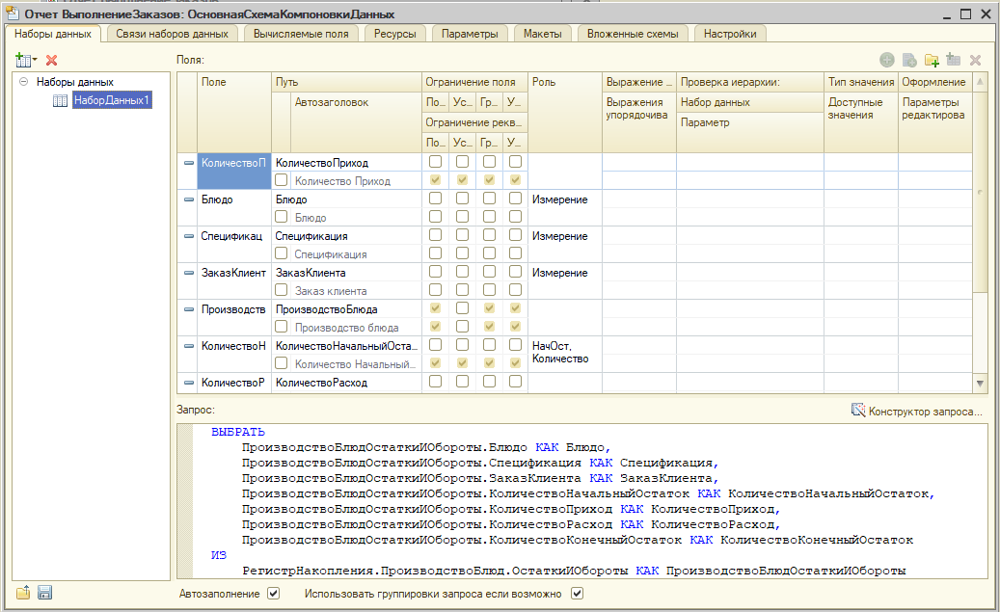 Отчет ВыполнениеЗаказов: ОсновнаяСхемаКомпоновкиДанных
Наборы данных
Связи наборов данных
Вычисляемые поля
Ресурсы
Параметры
Макеты
Вложенные схемы
Настройки
Наборы данных
НаборДанных1
Поля:
Поле
Путь
Автозаголовок
Ограничение поля
По... Ус... Гр... У...
Ограничение рекв...
По... Ус... Гр... У...
Роль
Выражение ...
Выражения
упорядочива
Проверка иерархии:
Набор данных
Параметр
Тип значения
Доступные
значения
Оформление
Параметры
редактирова
КоличествоП КоличествоПриход
Количество Приход
Блюдо Блюдо Измерение
Блюдо
Спецификац Спецификация Измерение
Спецификация
ЗаказКлиент ЗаказКлиента Измерение
Заказ клиента
Производств ПроизводствоБлюда
Производство блюда
КоличествоН КоличествоНачальныйОста... НачОст,
Количество
Количество Начальный...
КоличествоР КоличествоРасход
Запрос:
Конструктор запроса...
ВЫБРАТЬ
ПроизводствоБлюдОстаткиИОбороты.Блюдо КАК Блюдо,
ПроизводствоБлюдОстаткиИОбороты.Спецификация КАК Спецификация,
ПроизводствоБлюдОстаткиИОбороты.ЗаказКлиента КАК ЗаказКлиента,
ПроизводствоБлюдОстаткиИОбороты.КоличествоНачальныйОстаток КАК КоличествоНачальныйОстаток,
ПроизводствоБлюдОстаткиИОбороты.КоличествоПриход КАК КоличествоПриход,
ПроизводствоБлюдОстаткиИОбороты.КоличествоРасход КАК КоличествоРасход,
ПроизводствоБлюдОстаткиИОбороты.КоличествоКонечныйОстаток КАК КоличествоКонечныйОстаток
ИЗ
РегистрНакопления.ПроизводствоБлюд.ОстаткиИОбороты КАК ПроизводствоБлюдОстаткиИОбороты
Автозаполнение
Использовать группировки запроса если возможно